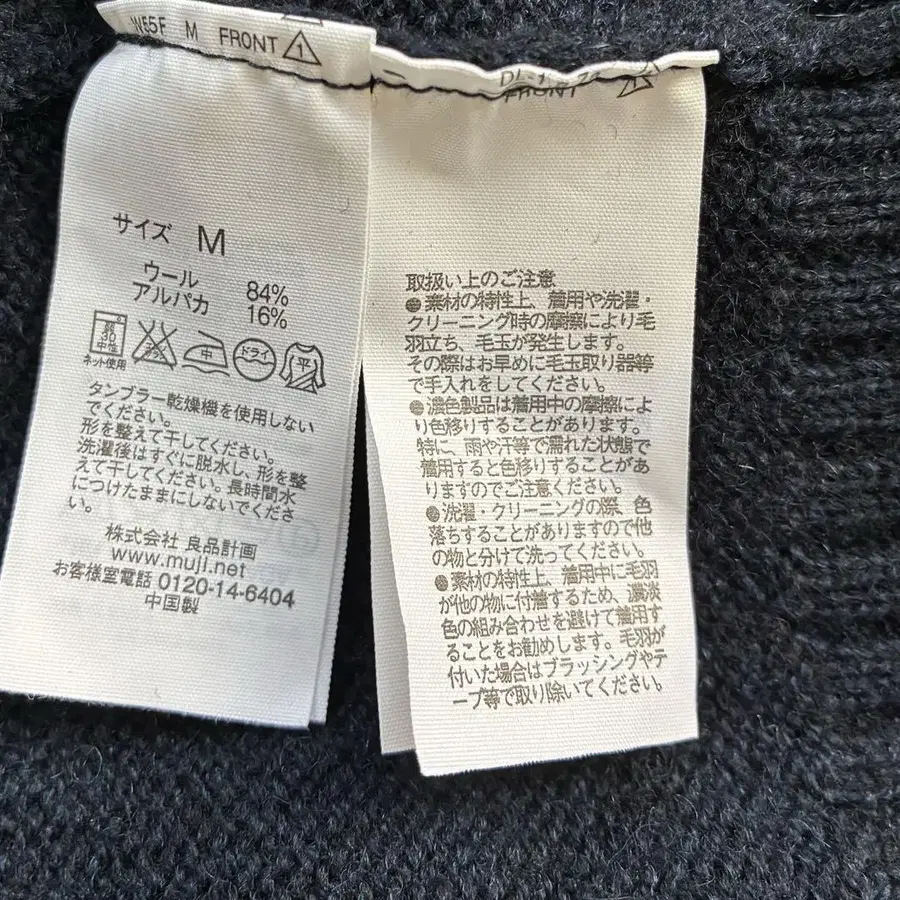 W55F M FRONT 1
サイズ M
ウール 84%
アルパカ 16%
弱
30
中性
ネット使用
中
ドライ
平
タンブラー乾燥機を使用しない
でください。
形を整えて干してください。
洗濯後はすぐに脱水し、形を整
えて干してください。長時間水
につけたままにしないでくださ
い。
株式会社 良品計画
www.muji.net
お客様室電話 0120-14-6404
中国製
FRONT
取扱い上のご注意
●素材の特性上、着用や洗濯・
クリーニング時の摩擦により毛
羽立ち、毛玉が発生します。
その際はお早めに毛玉取り器等
で手入れをしてください。
●濃色製品は着用中の摩擦によ
り色移りすることがあります。
特に、雨や汗等で濡れた状態で
着用すると色移りすることがあ
りますのでご注意ください。
●洗濯・クリーニングの際、色
落ちすることがありますので他
の物と分けて洗ってください。
●素材の特性上、着用中に毛羽
が他の物に付着するため、濃淡
色の組み合わせを避けて着用す
ることをお勧めします。毛羽が
付いた場合はブラッシングやテ
ープ等で取り除いてください。